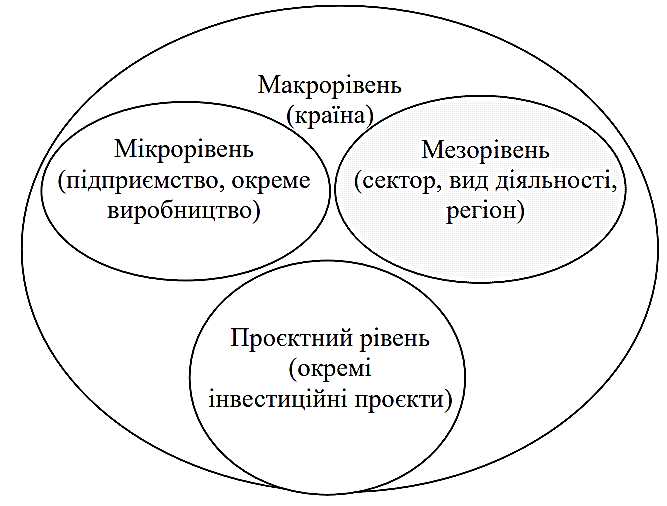 Макрорівень
(країна)
Мікрорівень
(підприємство, окреме
виробництво)
Мезорівень
(сектор, вид діяльності,
регіон)
Проєктний рівень
(окремі
інвестиційні проєкти)